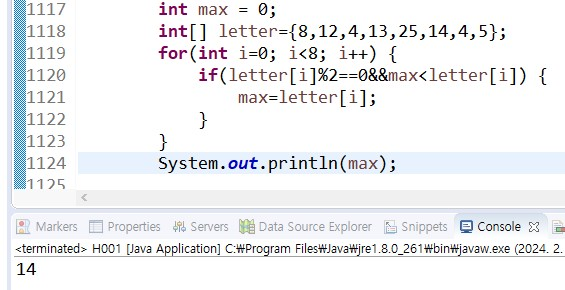 1117 int max = 0;
1118 int[] letter={8,12,4,13,25,14,4,5};
1119 for(int i=0; i<8; i++) {
1120 if(letter[i]%2==0&&max<letter[i]) {
1121 max=letter[i];
1122 }
1123 }
1124 System.out.println(max);
1125
Markers Properties Servers Data Source Explorer Snippets Console
<terminated> H001 [Java Application] C:₩Program Files₩Java₩jre1.8.0_261₩bin₩javaw.exe (2024. 2.
14